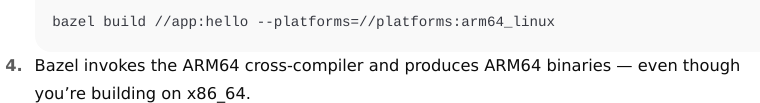 bazel build //app:hello --platforms=//platforms:arm64_linux
4. Bazel invokes the ARM64 cross-compiler and produces ARM64 binaries — even though
you’re building on x86_64.